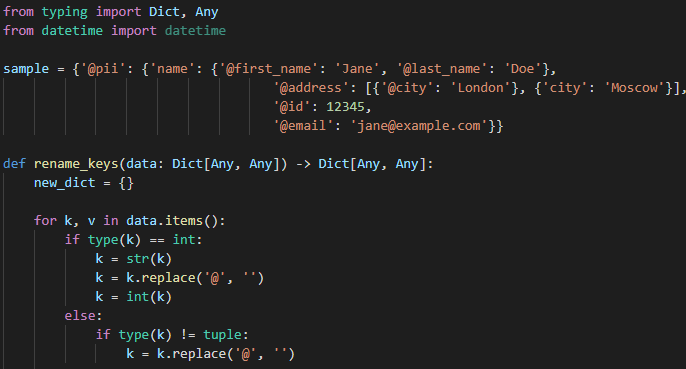 from typing import Dict, Any
from datetime import datetime

sample = {'@pii': {'name': {'@first_name': 'Jane', '@last_name': 'Doe'},
                                   '@address': [{'@city': 'London'}, {'city': 'Moscow'}],
                                   '@id': 12345,
                                   '@email': 'jane@example.com'}}

def rename_keys(data: Dict[Any, Any]) -> Dict[Any, Any]:
    new_dict = {}

    for k, v in data.items():
        if type(k) == int:
            k = str(k)
            k = k.replace('@', '')
            k = int(k)
        else:
            if type(k) != tuple:
                k = k.replace('@', '')